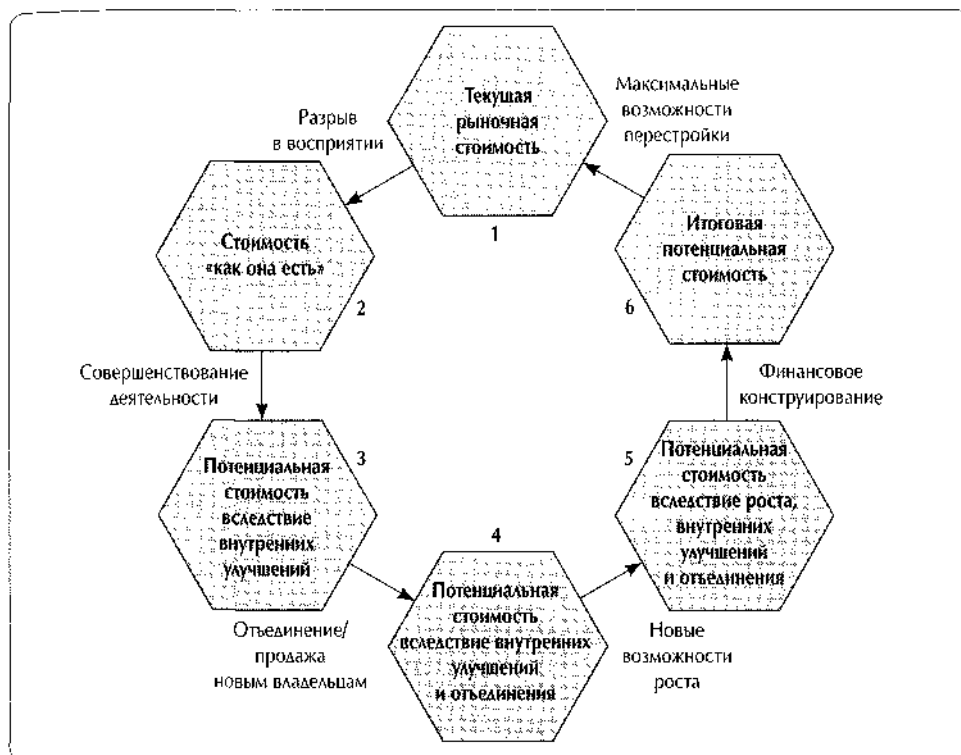 Текущая
рыночная
стоимость
1
Разрыв
в восприятии
Стоимость
«как она есть»
2
Совершенствование
деятельности
Потенциальная
стоимость
вследствие
внутренних
улучшений
3
Отъединение/
продажа
новым владельцам
4
Потенциальная
стоимость
вследствие внутренних
улучшений
и отъединения
Новые
возможности
роста
5
Потенциальная
стоимость
вследствие роста,
внутренних
улучшений
и отъединения
Финансовое
конструирование
Итоговая
потенциальная
стоимость
6
Максимальные
возможности
перестройки